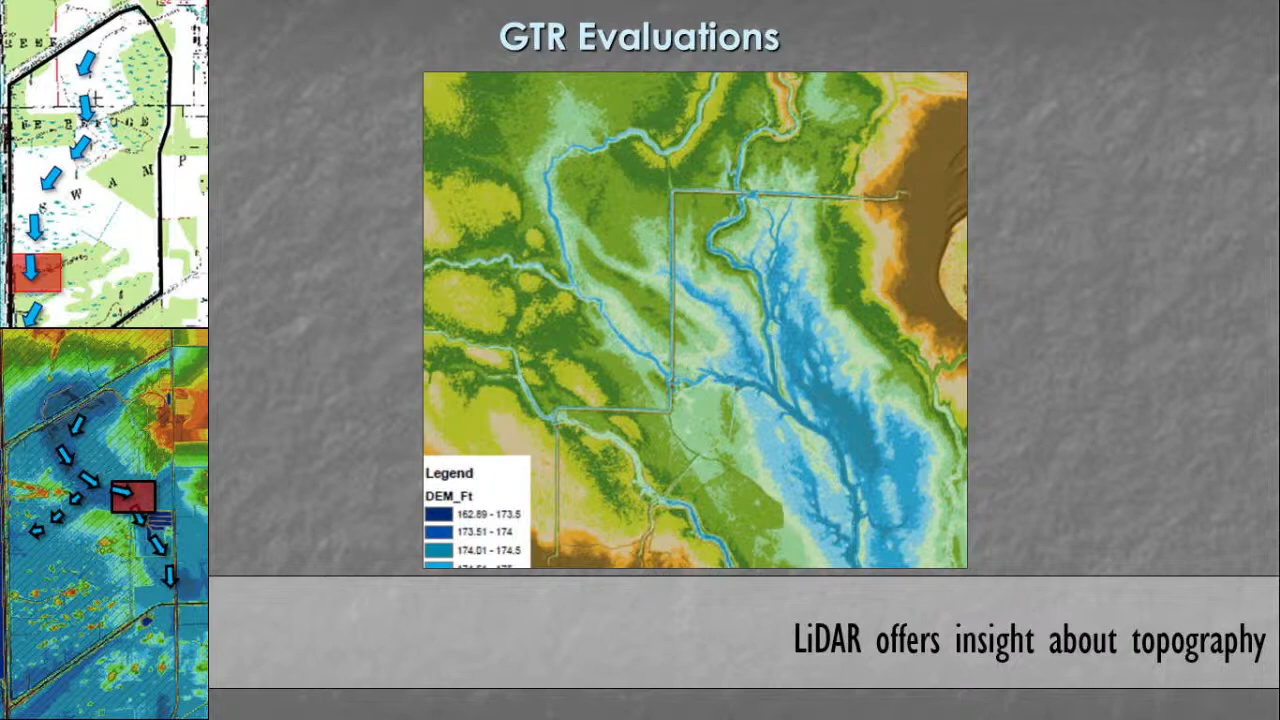 GTR Evaluations
S W A M P
Legend
DEM_Ft
162.89 - 173.5
173.51 - 174
174.01 - 174.5
LiDAR offers insight about topography